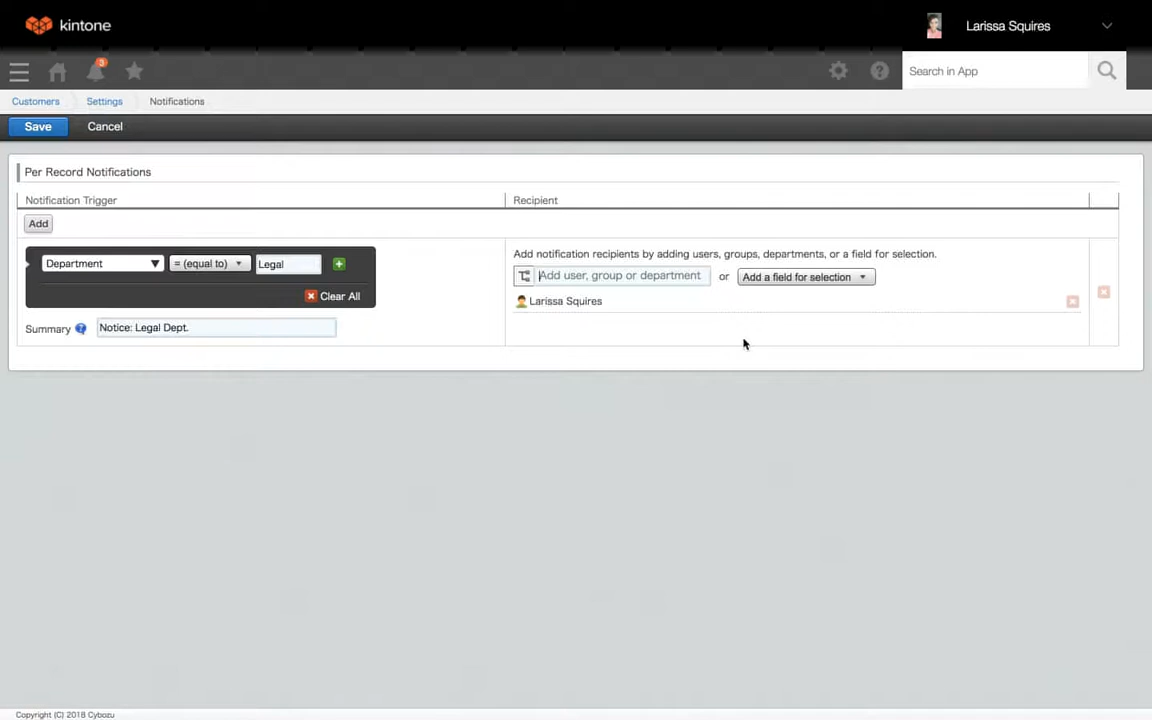 kintone
Larissa Squires
3
Search in App
Customers
Settings
Notifications
Save
Cancel
Per Record Notifications
Notification Trigger
Recipient
Add
Department
= (equal to)
Legal
Clear All
Summary
Notice: Legal Dept.
Add notification recipients by adding users, groups, departments, or a field for selection.
Add user, group or department
or
Add a field for selection
Larissa Squires
Copyright (C) 2018 Cybozu